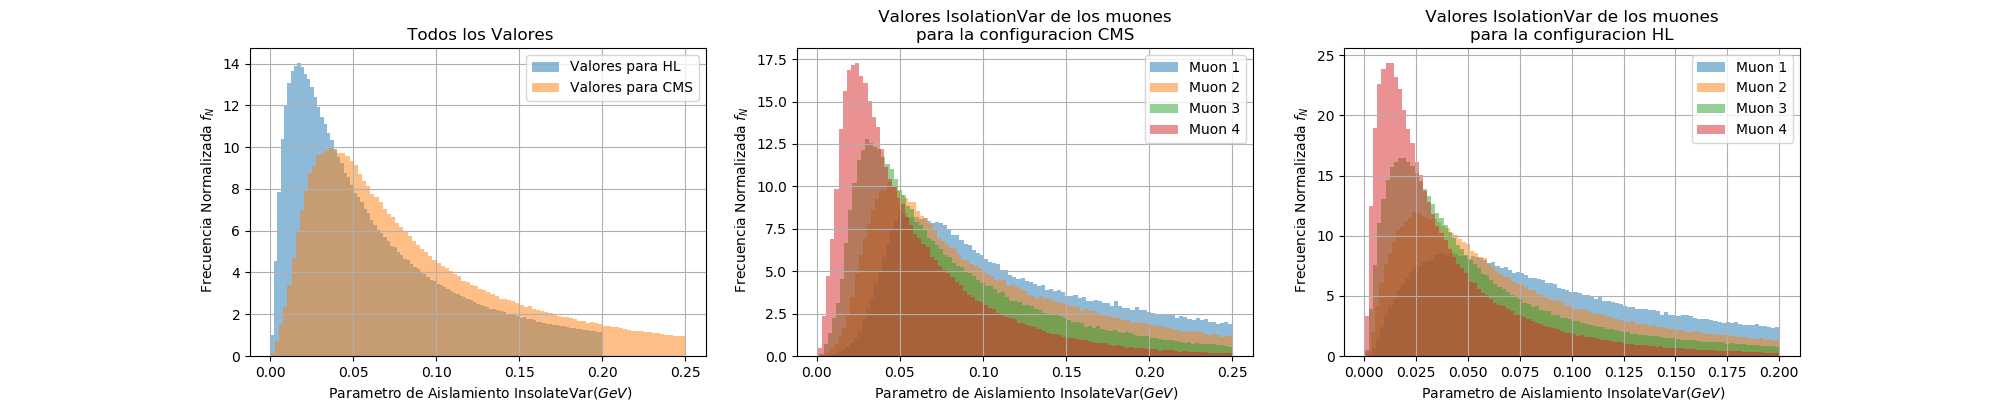 Todos los Valores
Frecuencia Normalizada f_N
14
12
10
8
6
4
2
0
Valores para HL
Valores para CMS
0.00 0.05 0.10 0.15 0.20 0.25
Parametro de Aislamiento InsolateVar(GeV)
Valores IsolationVar de los muones
para la configuracion CMS
Frecuencia Normalizada f_N
17.5
15.0
12.5
10.0
7.5
5.0
2.5
0.0
Muon 1
Muon 2
Muon 3
Muon 4
0.00 0.05 0.10 0.15 0.20 0.25
Parametro de Aislamiento InsolateVar(GeV)
Valores IsolationVar de los muones
para la configuracion HL
Frecuencia Normalizada f_N
25
20
15
10
5
0
Muon 1
Muon 2
Muon 3
Muon 4
0.000 0.025 0.050 0.075 0.100 0.125 0.150 0.175 0.200
Parametro de Aislamiento InsolateVar(GeV)